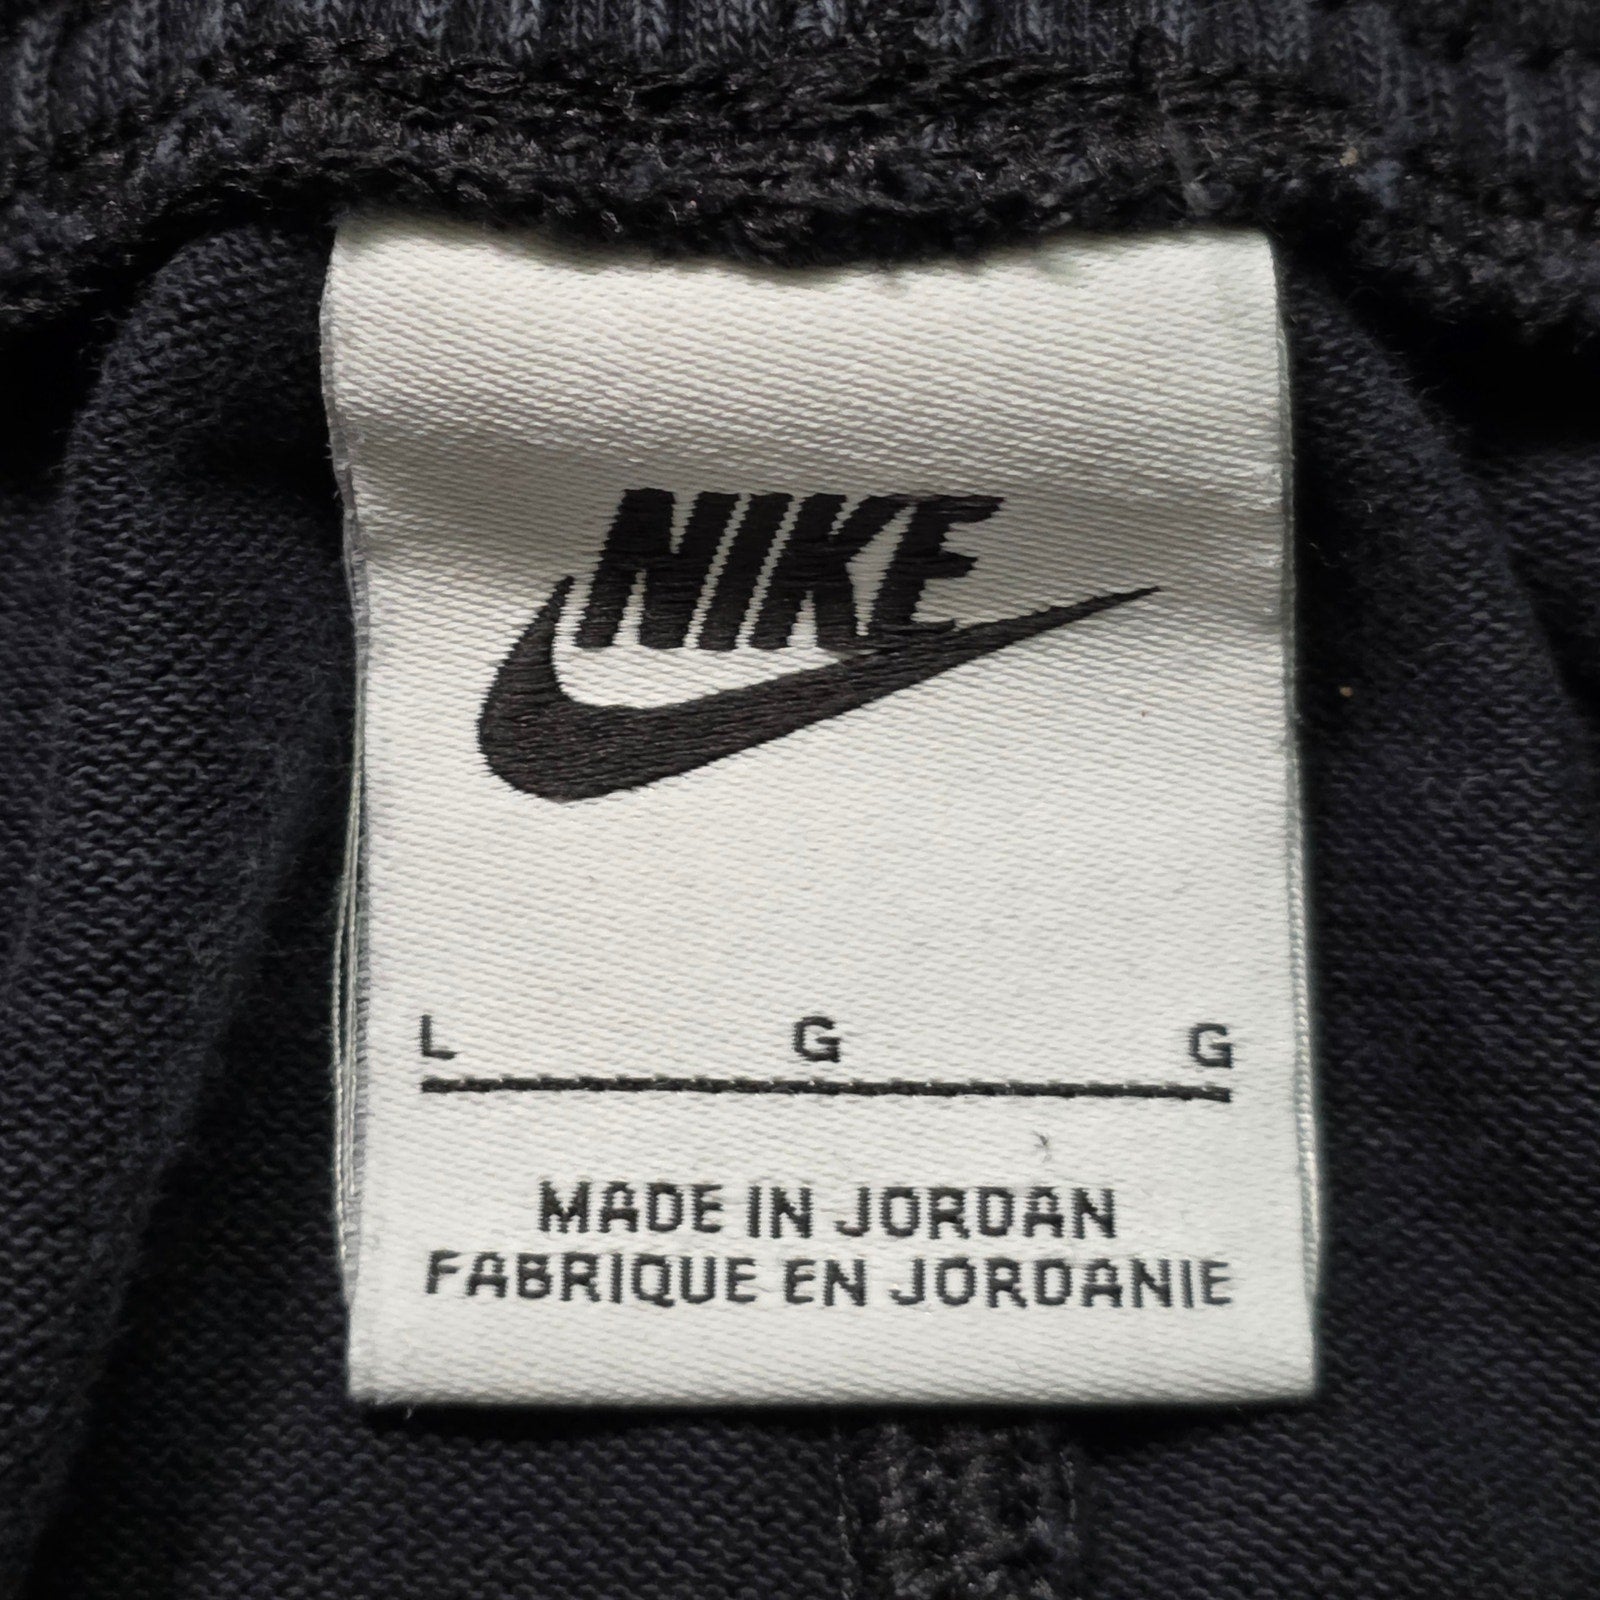 NIKE
L G G
MADE IN JORDAN
FABRIQUE EN JORDANIE